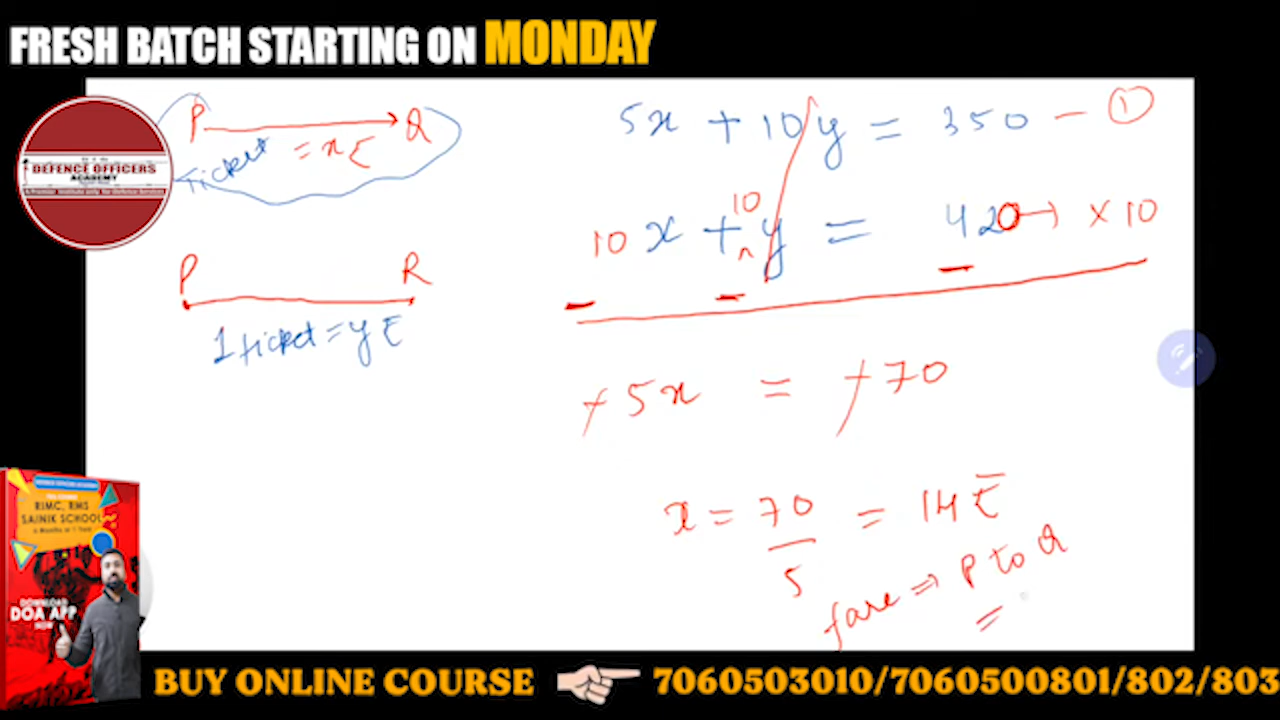 FRESH BATCH STARTING ON MONDAY
P → Q
Ticket = x ₹
DEFENCE OFFICERS
ACADEMY
P R
1 ticket = y ₹
5x + 10y = 350 — ①
10x + 10y = 420 → × 10
-5x = -70
x = 70/5 = 14 ₹
fare ⇒ P to Q
=
RIMC, RMS
SAINIK SCHOOL
DOWNLOAD
DOA APP
NOW
BUY ONLINE COURSE 7060503010/7060500801/802/803